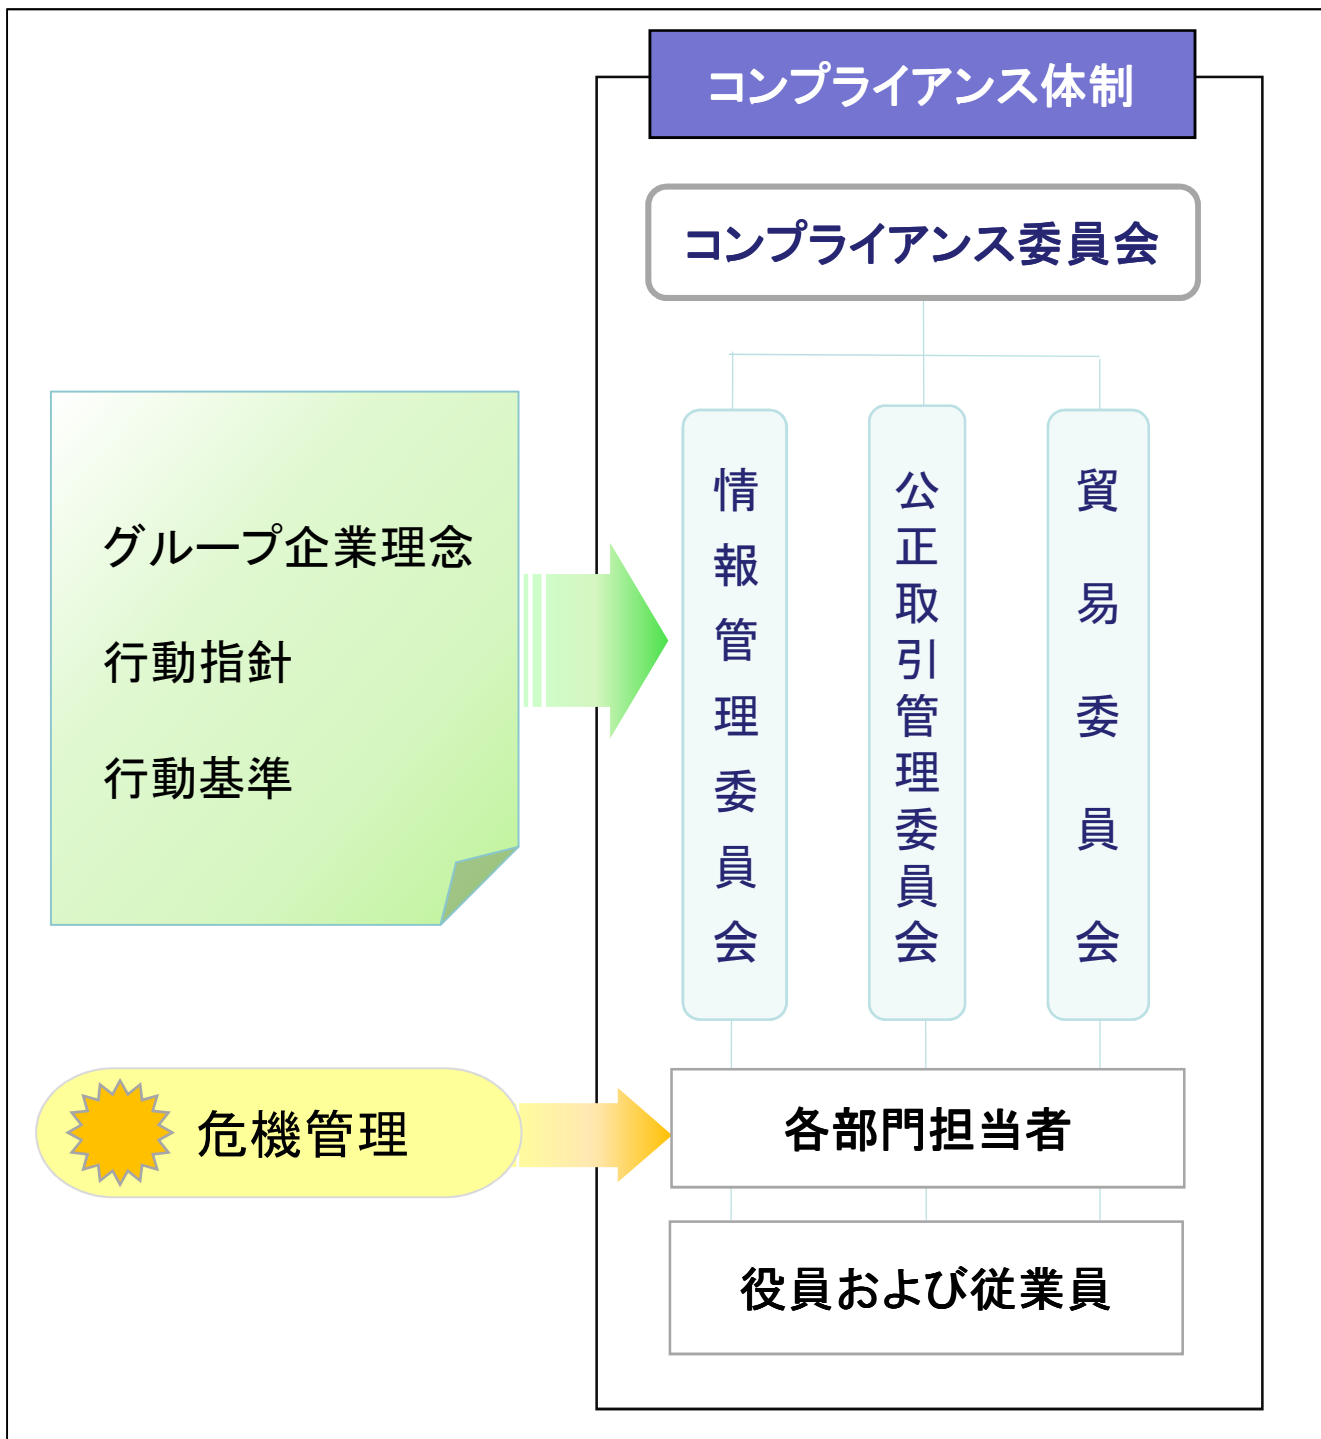 コンプライアンス体制
コンプライアンス委員会
グループ企業理念
行動指針
行動基準
情報管理委員会
公正取引管理委員会
貿易委員会
危機管理
各部門担当者
役員および従業員